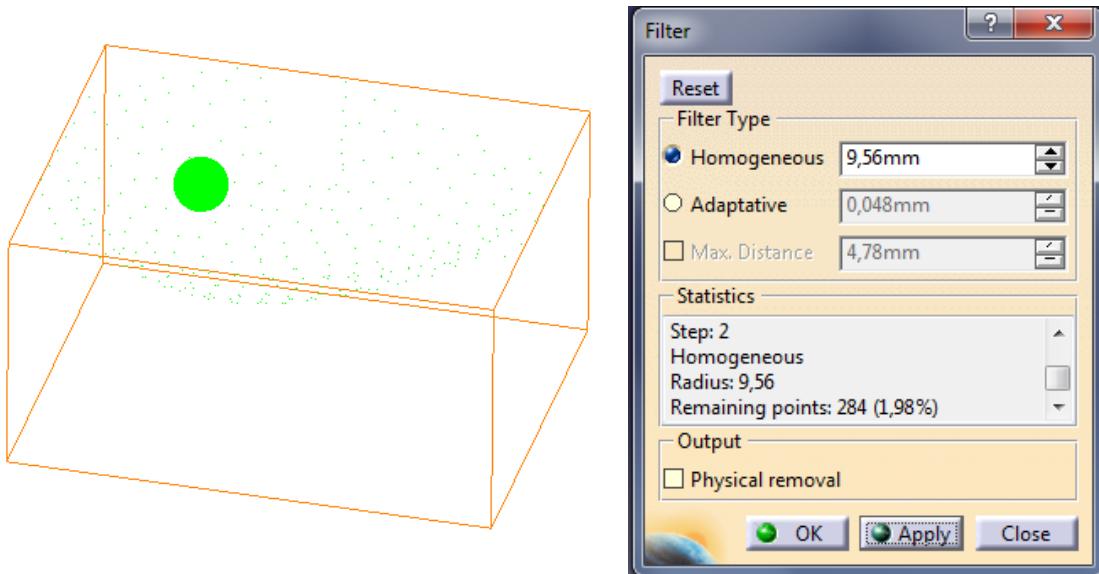 Filter
?
X
Reset
Filter Type
Homogeneous 9,56mm
Adaptative 0,048mm
Max. Distance 4,78mm
Statistics
Step: 2
Homogeneous
Radius: 9,56
Remaining points: 284 (1,98%)
Output
Physical removal
OK Apply Close